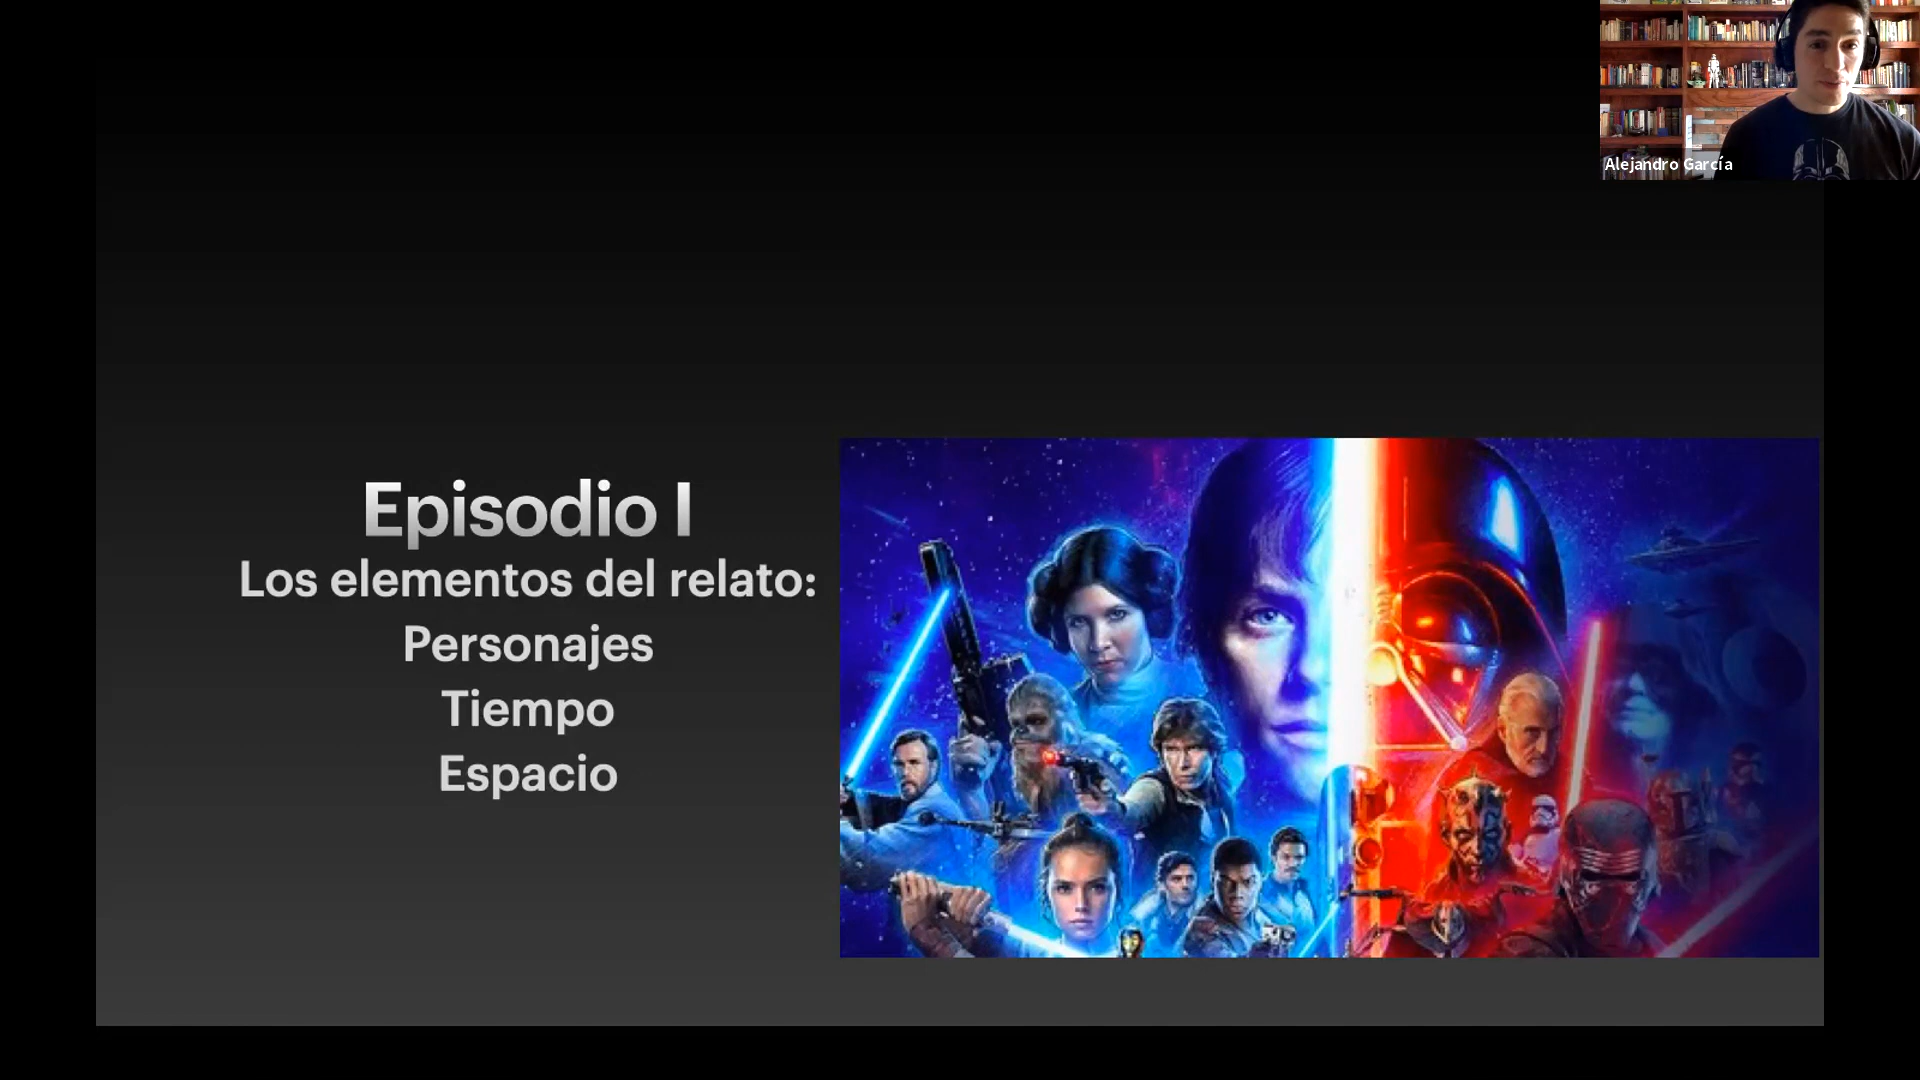 Alejandro García
Episodio I
Los elementos del relato:
Personajes
Tiempo
Espacio